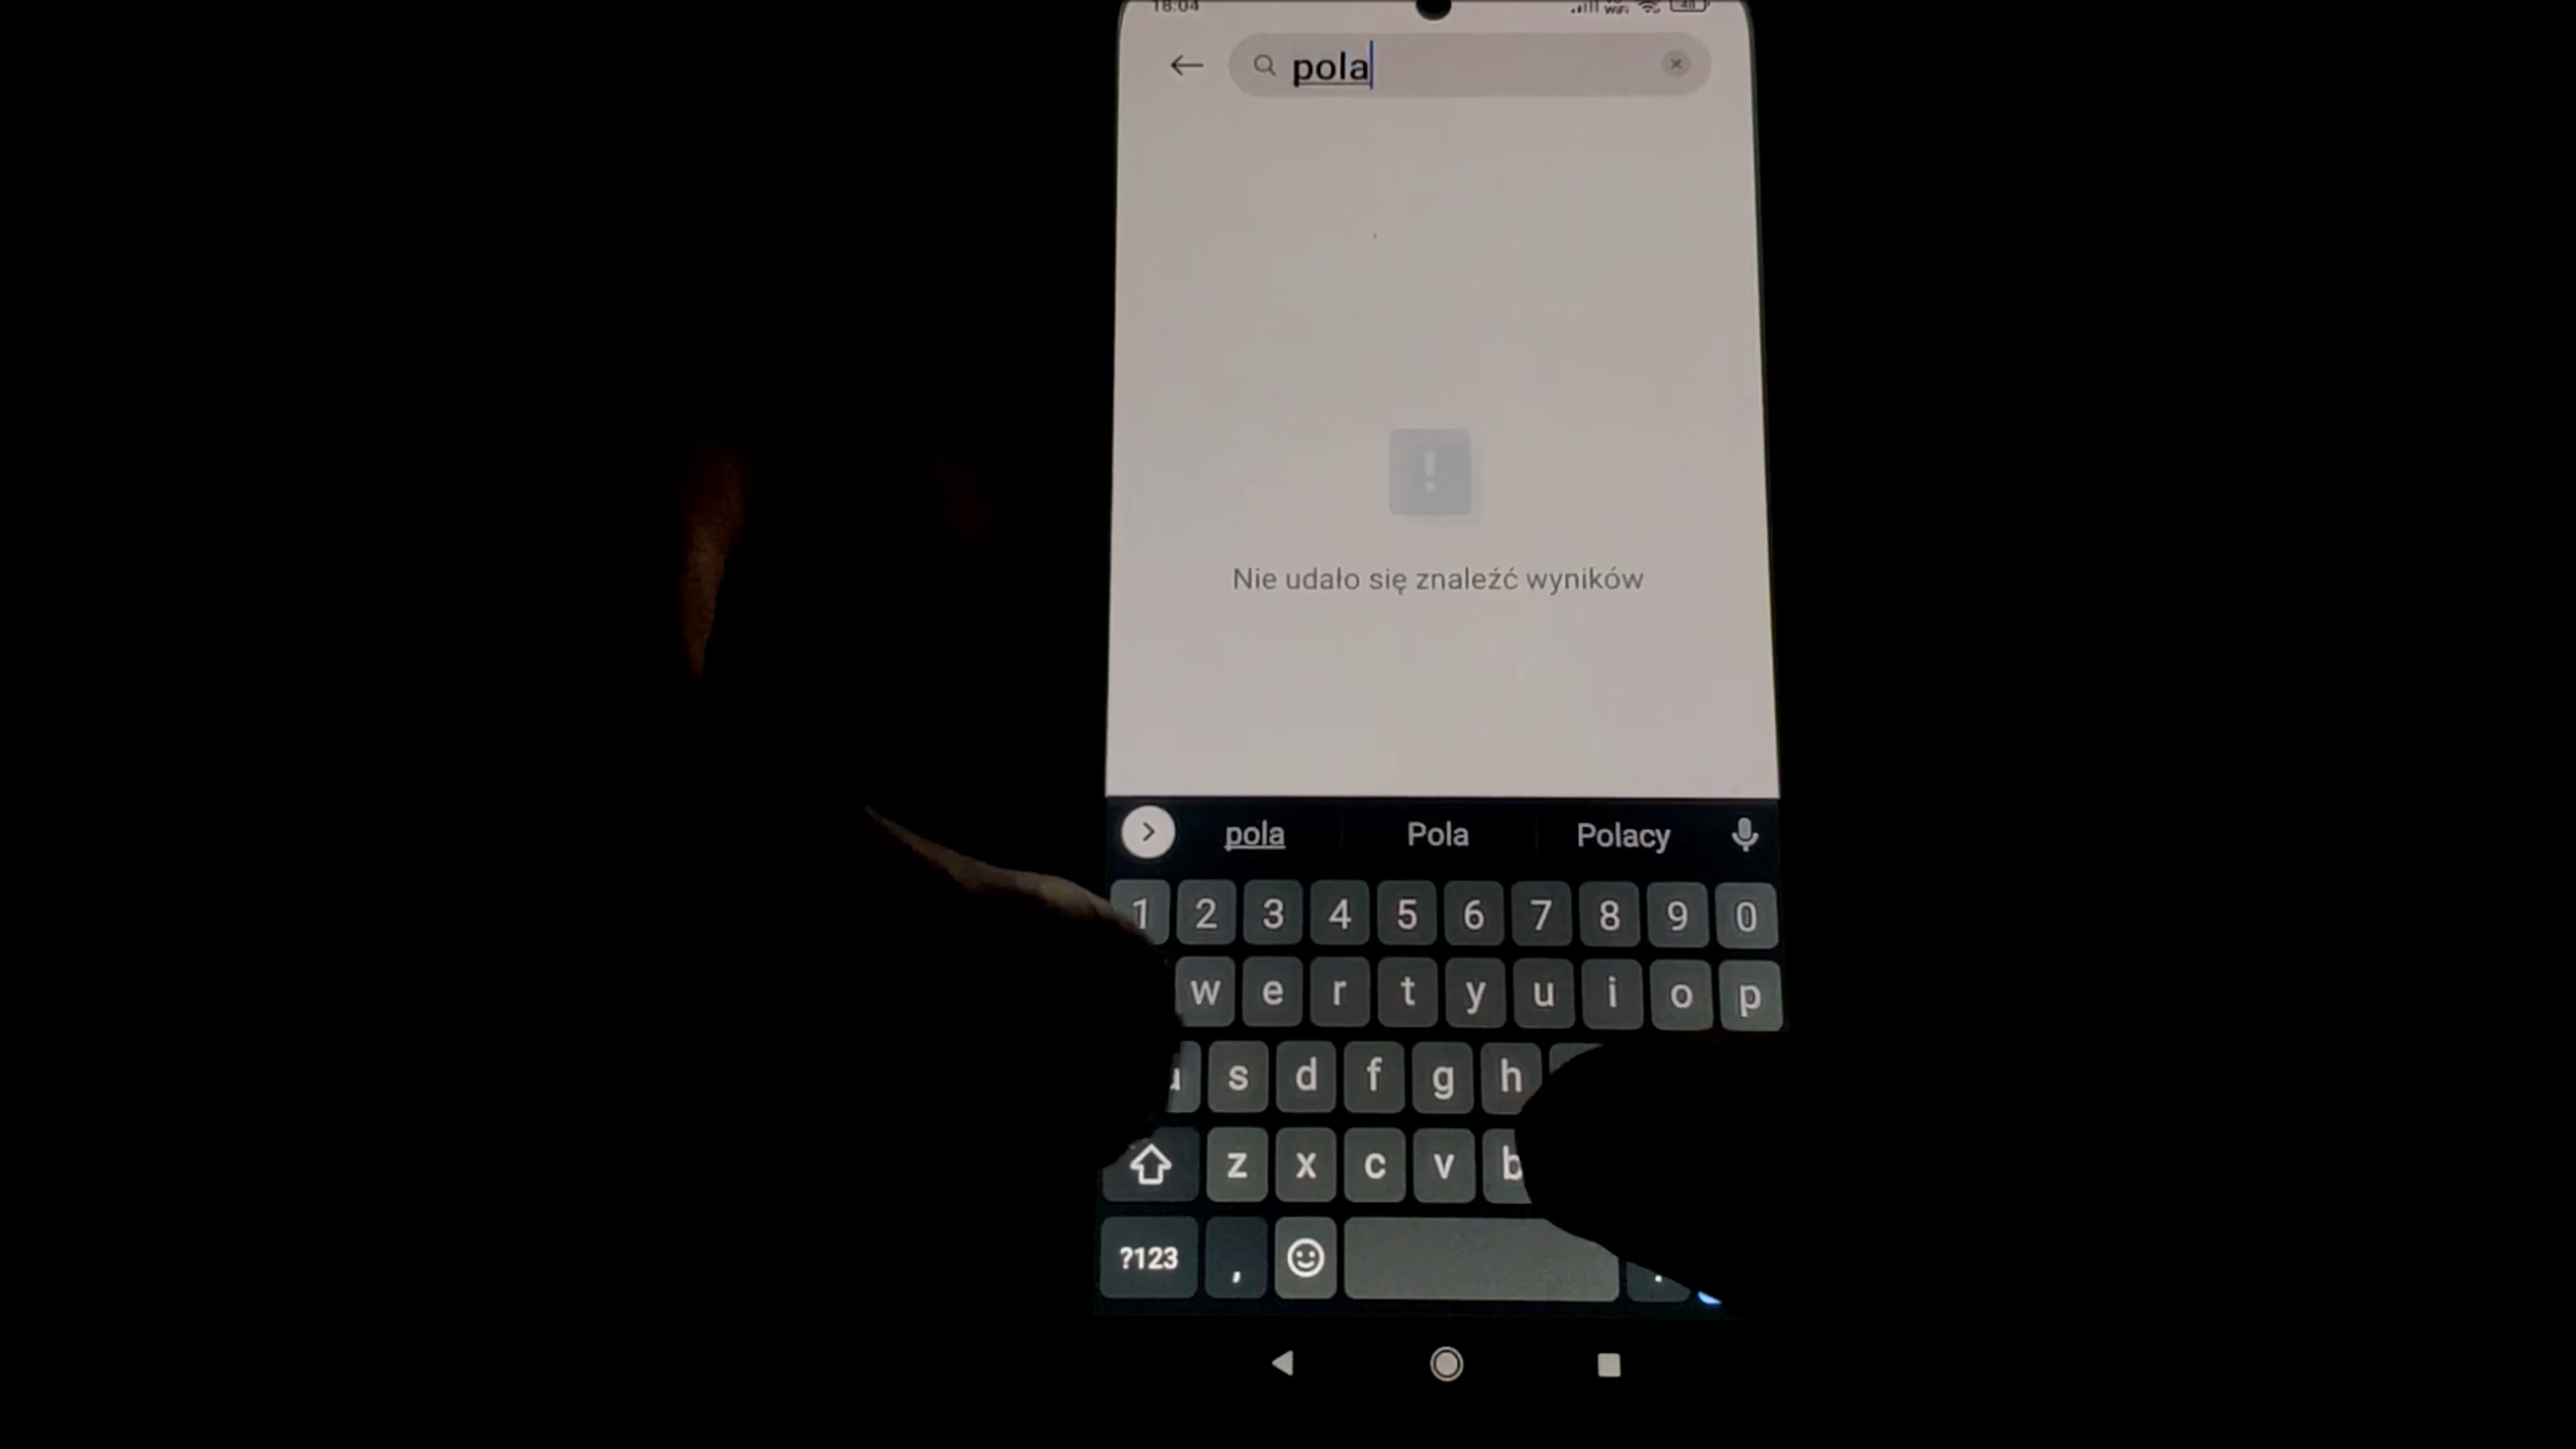 18:04
48
pola
Nie udało się znaleźć wyników
pola Pola Polacy
1 2 3 4 5 6 7 8 9 0
w e r t y u i o p
s d f g h
z x c v b
?123 , .